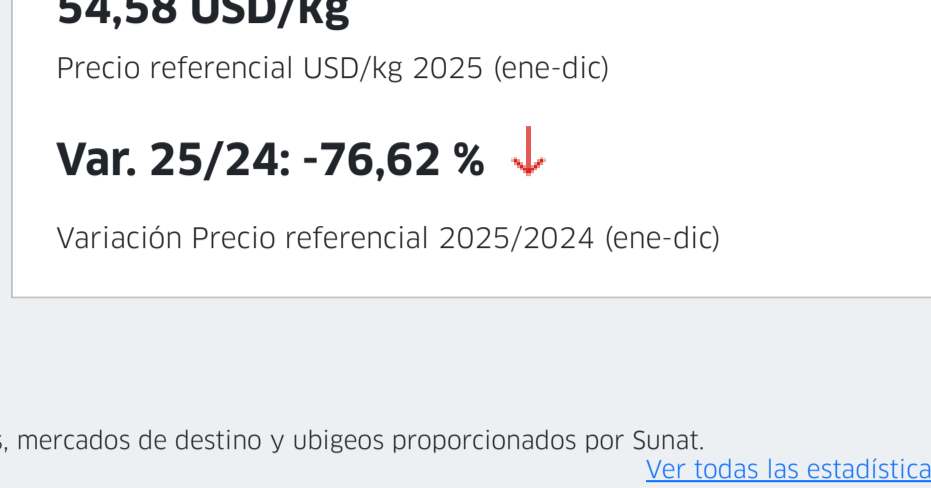 54,58 USD/kg
Precio referencial USD/kg 2025 (ene-dic)
Var. 25/24: -76,62 %
Variación Precio referencial 2025/2024 (ene-dic)
s, mercados de destino y ubigeos proporcionados por Sunat.
Ver todas las estadística